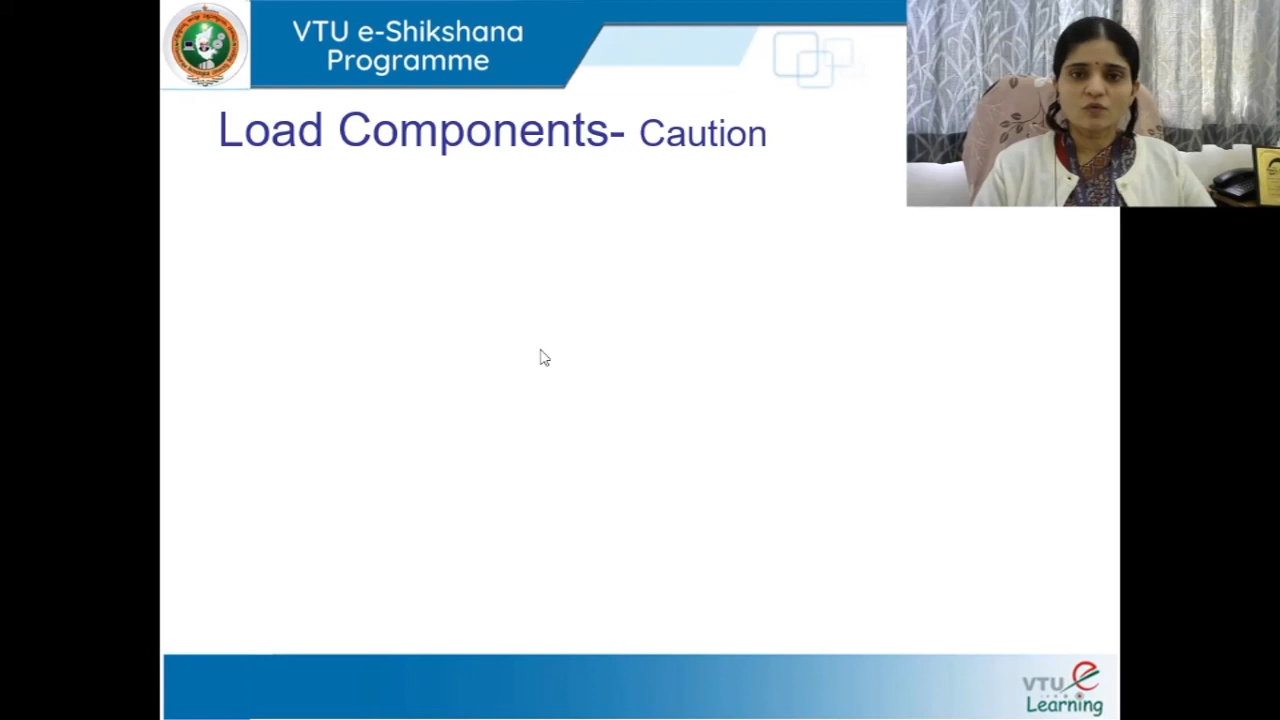 VTU e-Shikshana
Programme
Load Components- Caution
VTU e
Learning